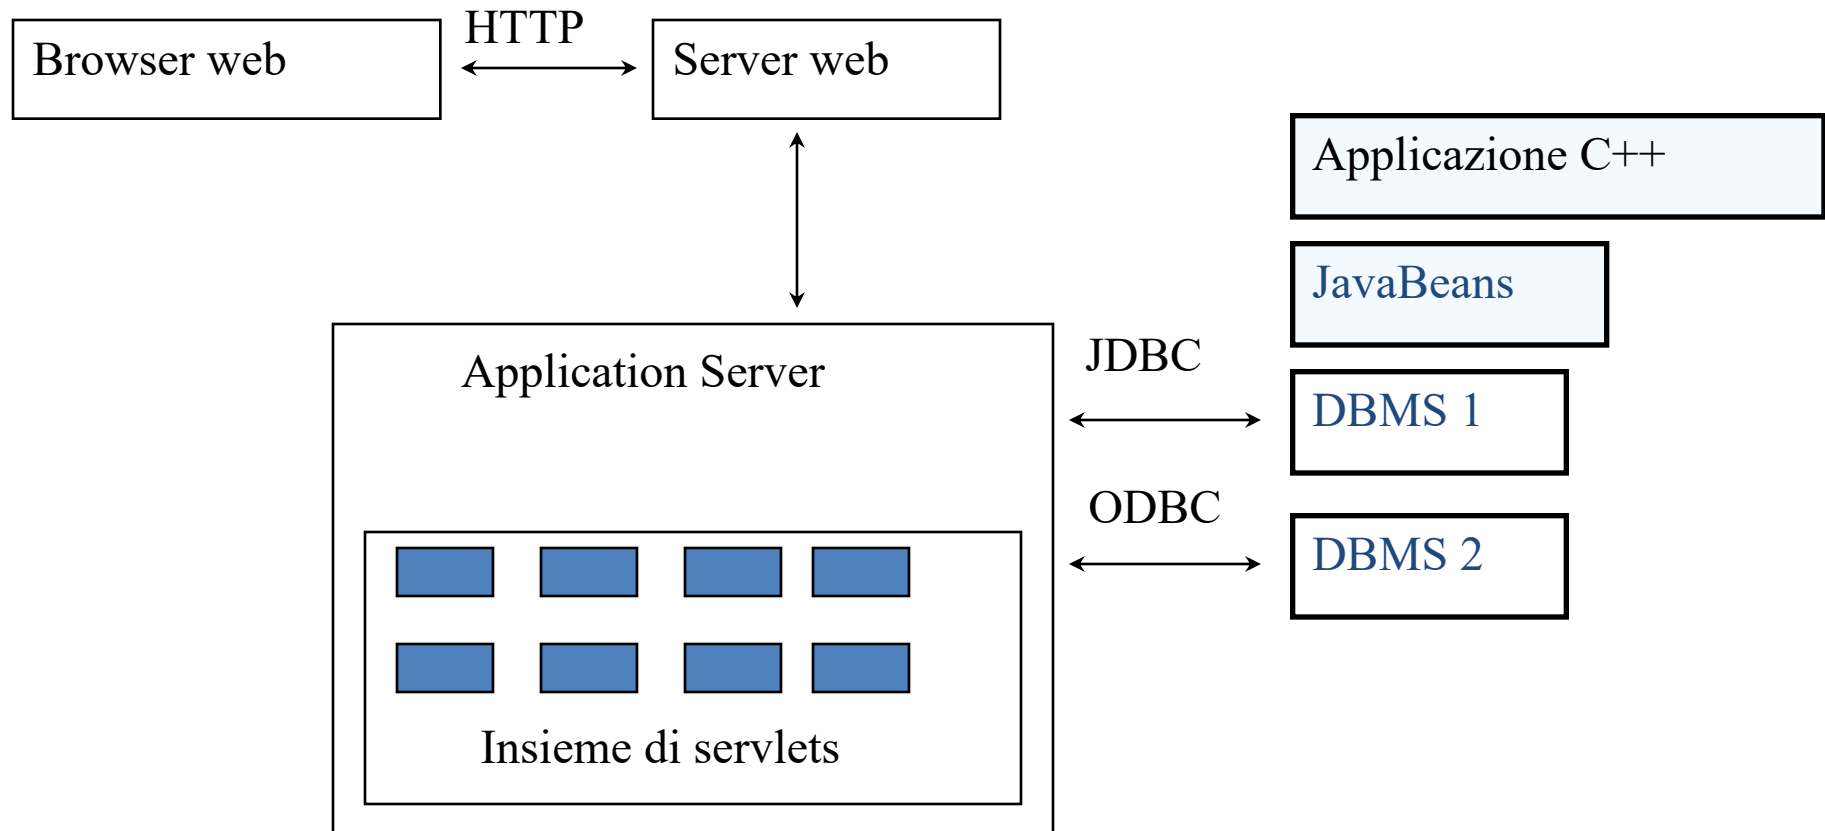 Browser web
HTTP
Server web
Applicazione C++
JavaBeans
JDBC
Application Server
DBMS 1
ODBC
DBMS 2
Insieme di servlets